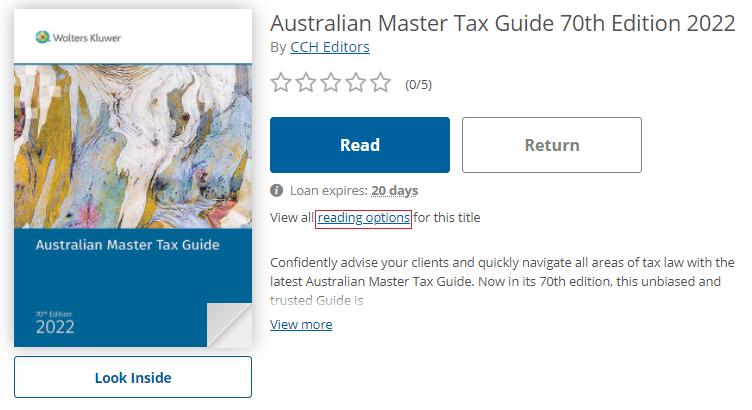 Wolters Kluwer
Australian Master Tax Guide
70th Edition
2022
Look Inside
Australian Master Tax Guide 70th Edition 2022
By CCH Editors
(0/5)
Read
Return
Loan expires: 20 days
View all reading options for this title
Confidently advise your clients and quickly navigate all areas of tax law with the
latest Australian Master Tax Guide. Now in its 70th edition, this unbiased and
trusted Guide is
View more